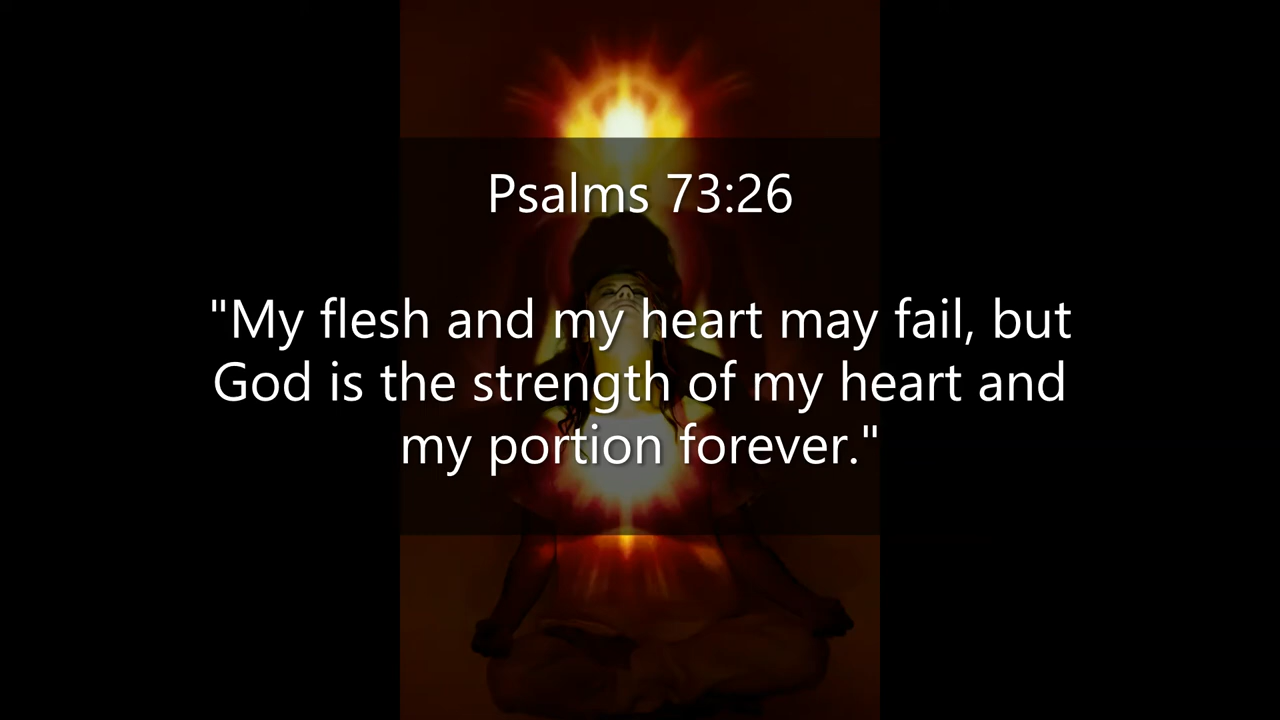 Psalms 73:26
"My flesh and my heart may fail, but
God is the strength of my heart and
my portion forever."